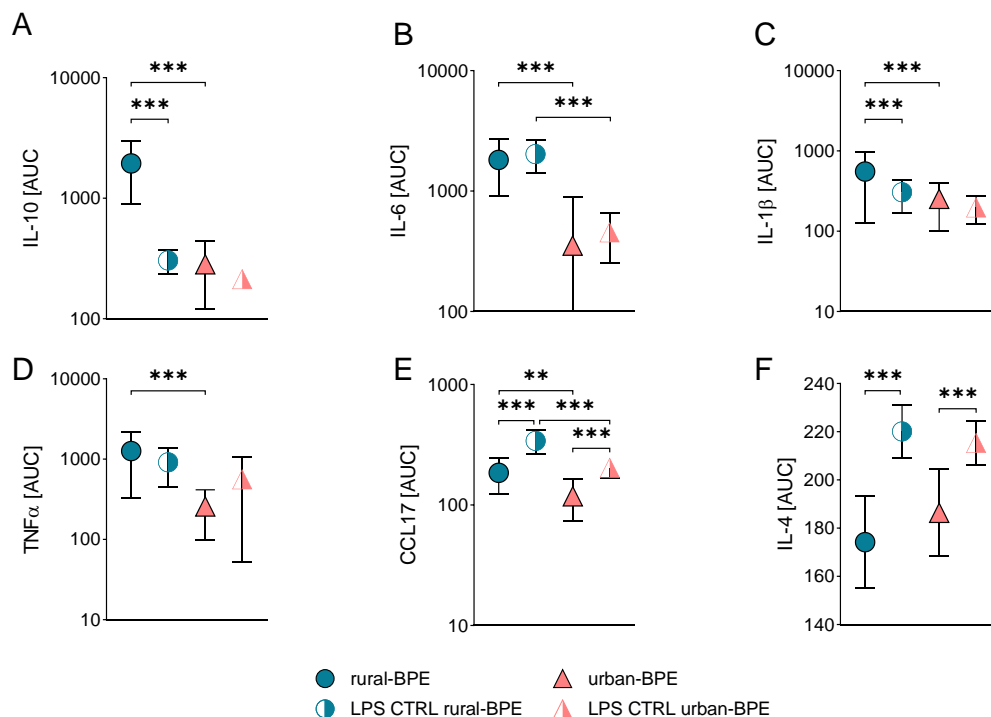 A
IL-10 [AUC
10000
1000
100
***
***
B
IL-6 [AUC]
10000
1000
100
***
***
C
IL-1β [AUC]
10000
1000
100
10
***
***
D
TNFα [AUC]
10000
1000
100
10
***
E
CCL17 [AUC]
1000
100
10
**
*** ***
***
F
IL-4 [AUC]
240
220
200
180
160
140
***
***
rural-BPE urban-BPE
LPS CTRL rural-BPE LPS CTRL urban-BPE